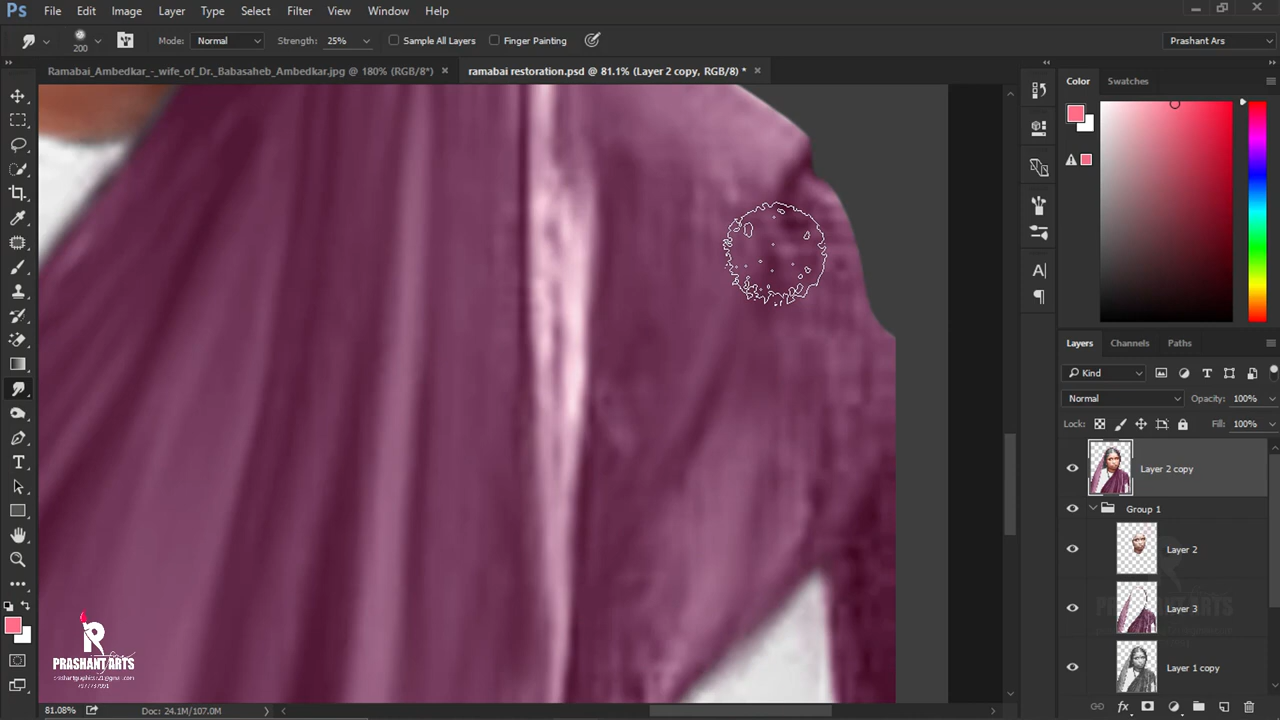 Ps File Edit Image Layer Type Select Filter View Window Help
200 Mode: Normal Strength: 25% Sample All Layers Finger Painting Prashant Ars
Ramabai_Ambedkar_-_wife_of_Dr._Babasaheb_Ambedkar.jpg @ 180% (RGB/8*) ramabai restoration.psd @ 81.1% (Layer 2 copy, RGB/8) *
Color Swatches
Layers Channels Paths
Kind
Normal Opacity: 100%
Lock: Fill: 100%
Layer 2 copy
Group 1
Layer 2
Layer 3
Layer 1 copy
PRASHANT ARTS
81.08% Doc: 24.1M/107.0M